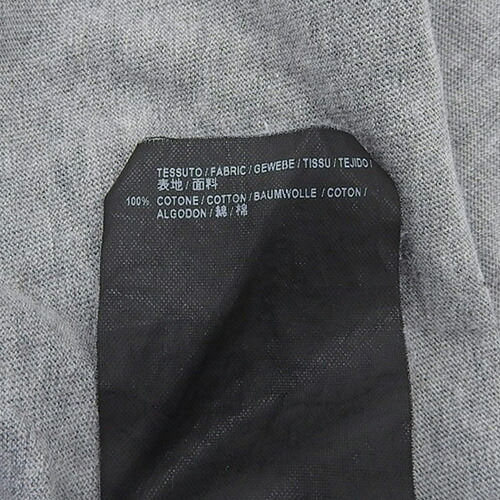 TESSUTO / FABRIC / GEWEBE / TISSU / TEJIDO /
表地 / 面料
100% COTONE / COTTON / BAUMWOLLE / COTON /
ALGODON / 綿 / 棉